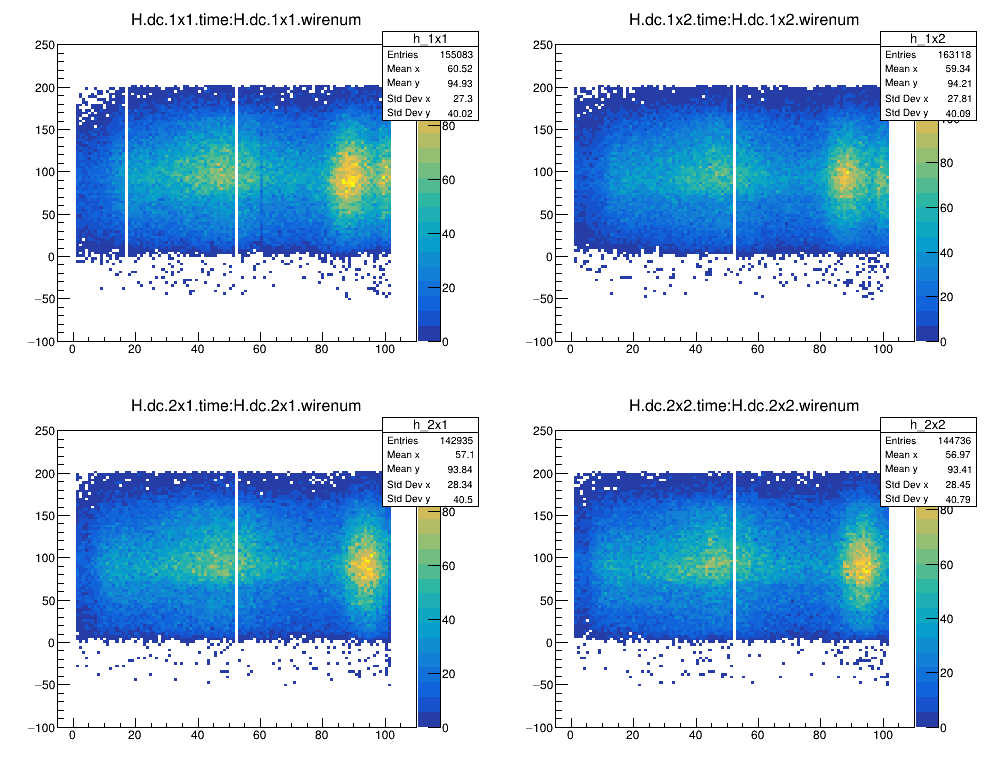 H.dc.1x1.time:H.dc.1x1.wirenum
h_1x1
Entries 155083
Mean x 60.52
Mean y 94.93
Std Dev x 27.3
Std Dev y 40.02
250
200
150
100
50
0
−50
−100
0 20 40 60 80 100
80
60
40
20
0
H.dc.1x2.time:H.dc.1x2.wirenum
h_1x2
Entries 163118
Mean x 59.34
Mean y 94.21
Std Dev x 27.81
Std Dev y 40.09
250
200
150
100
50
0
−50
−100
0 20 40 60 80 100
80
60
40
20
0
H.dc.2x1.time:H.dc.2x1.wirenum
h_2x1
Entries 142935
Mean x 57.1
Mean y 93.84
Std Dev x 28.34
Std Dev y 40.5
250
200
150
100
50
0
−50
−100
0 20 40 60 80 100
80
60
40
20
0
H.dc.2x2.time:H.dc.2x2.wirenum
h_2x2
Entries 144736
Mean x 56.97
Mean y 93.41
Std Dev x 28.45
Std Dev y 40.79
250
200
150
100
50
0
−50
−100
0 20 40 60 80 100
80
60
40
20
0